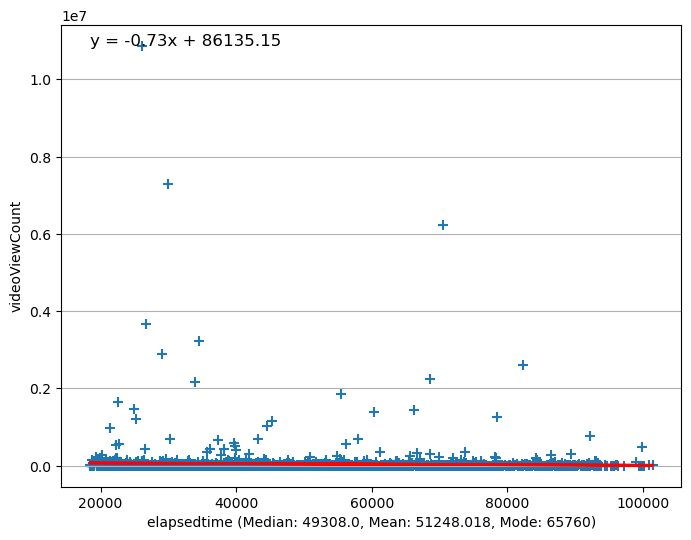 1e7
y = -0.73x + 86135.15
1.0
0.8
0.6
0.4
0.2
0.0
videoViewCount
20000 40000 60000 80000 100000
elapsedtime (Median: 49308.0, Mean: 51248.018, Mode: 65760)